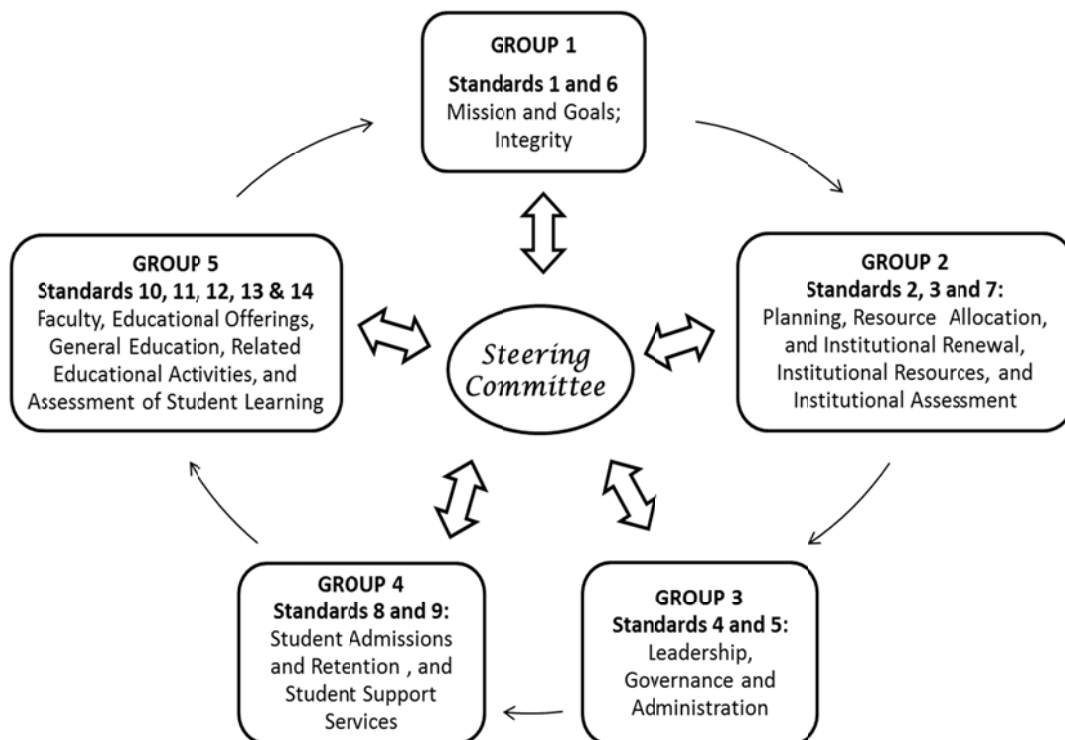 GROUP 1
Standards 1 and 6
Mission and Goals;
Integrity
GROUP 5
Standards 10, 11, 12, 13 & 14
Faculty, Educational Offerings,
General Education, Related
Educational Activities, and
Assessment of Student Learning
Steering
Committee
GROUP 2
Standards 2, 3 and 7:
Planning, Resource Allocation,
and Institutional Renewal,
Institutional Resources, and
Institutional Assessment
GROUP 4
Standards 8 and 9:
Student Admissions
and Retention , and
Student Support
Services
GROUP 3
Standards 4 and 5:
Leadership,
Governance and
Administration